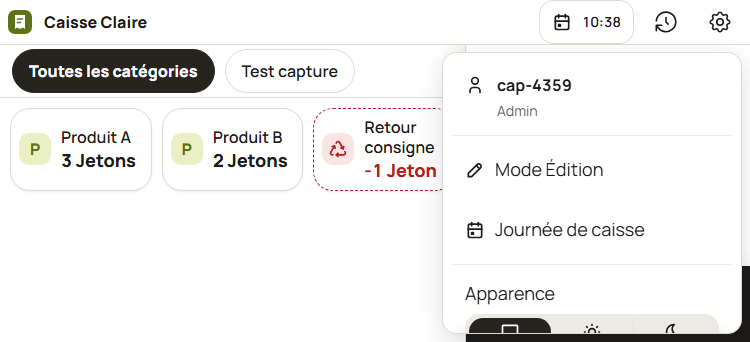 Caisse Claire
10:38
Toutes les catégories
Test capture
cap-4359
Admin
P
Produit A
3 Jetons
P
Produit B
2 Jetons
Retour
consigne
-1 Jeton
Mode Édition
Journée de caisse
Apparence